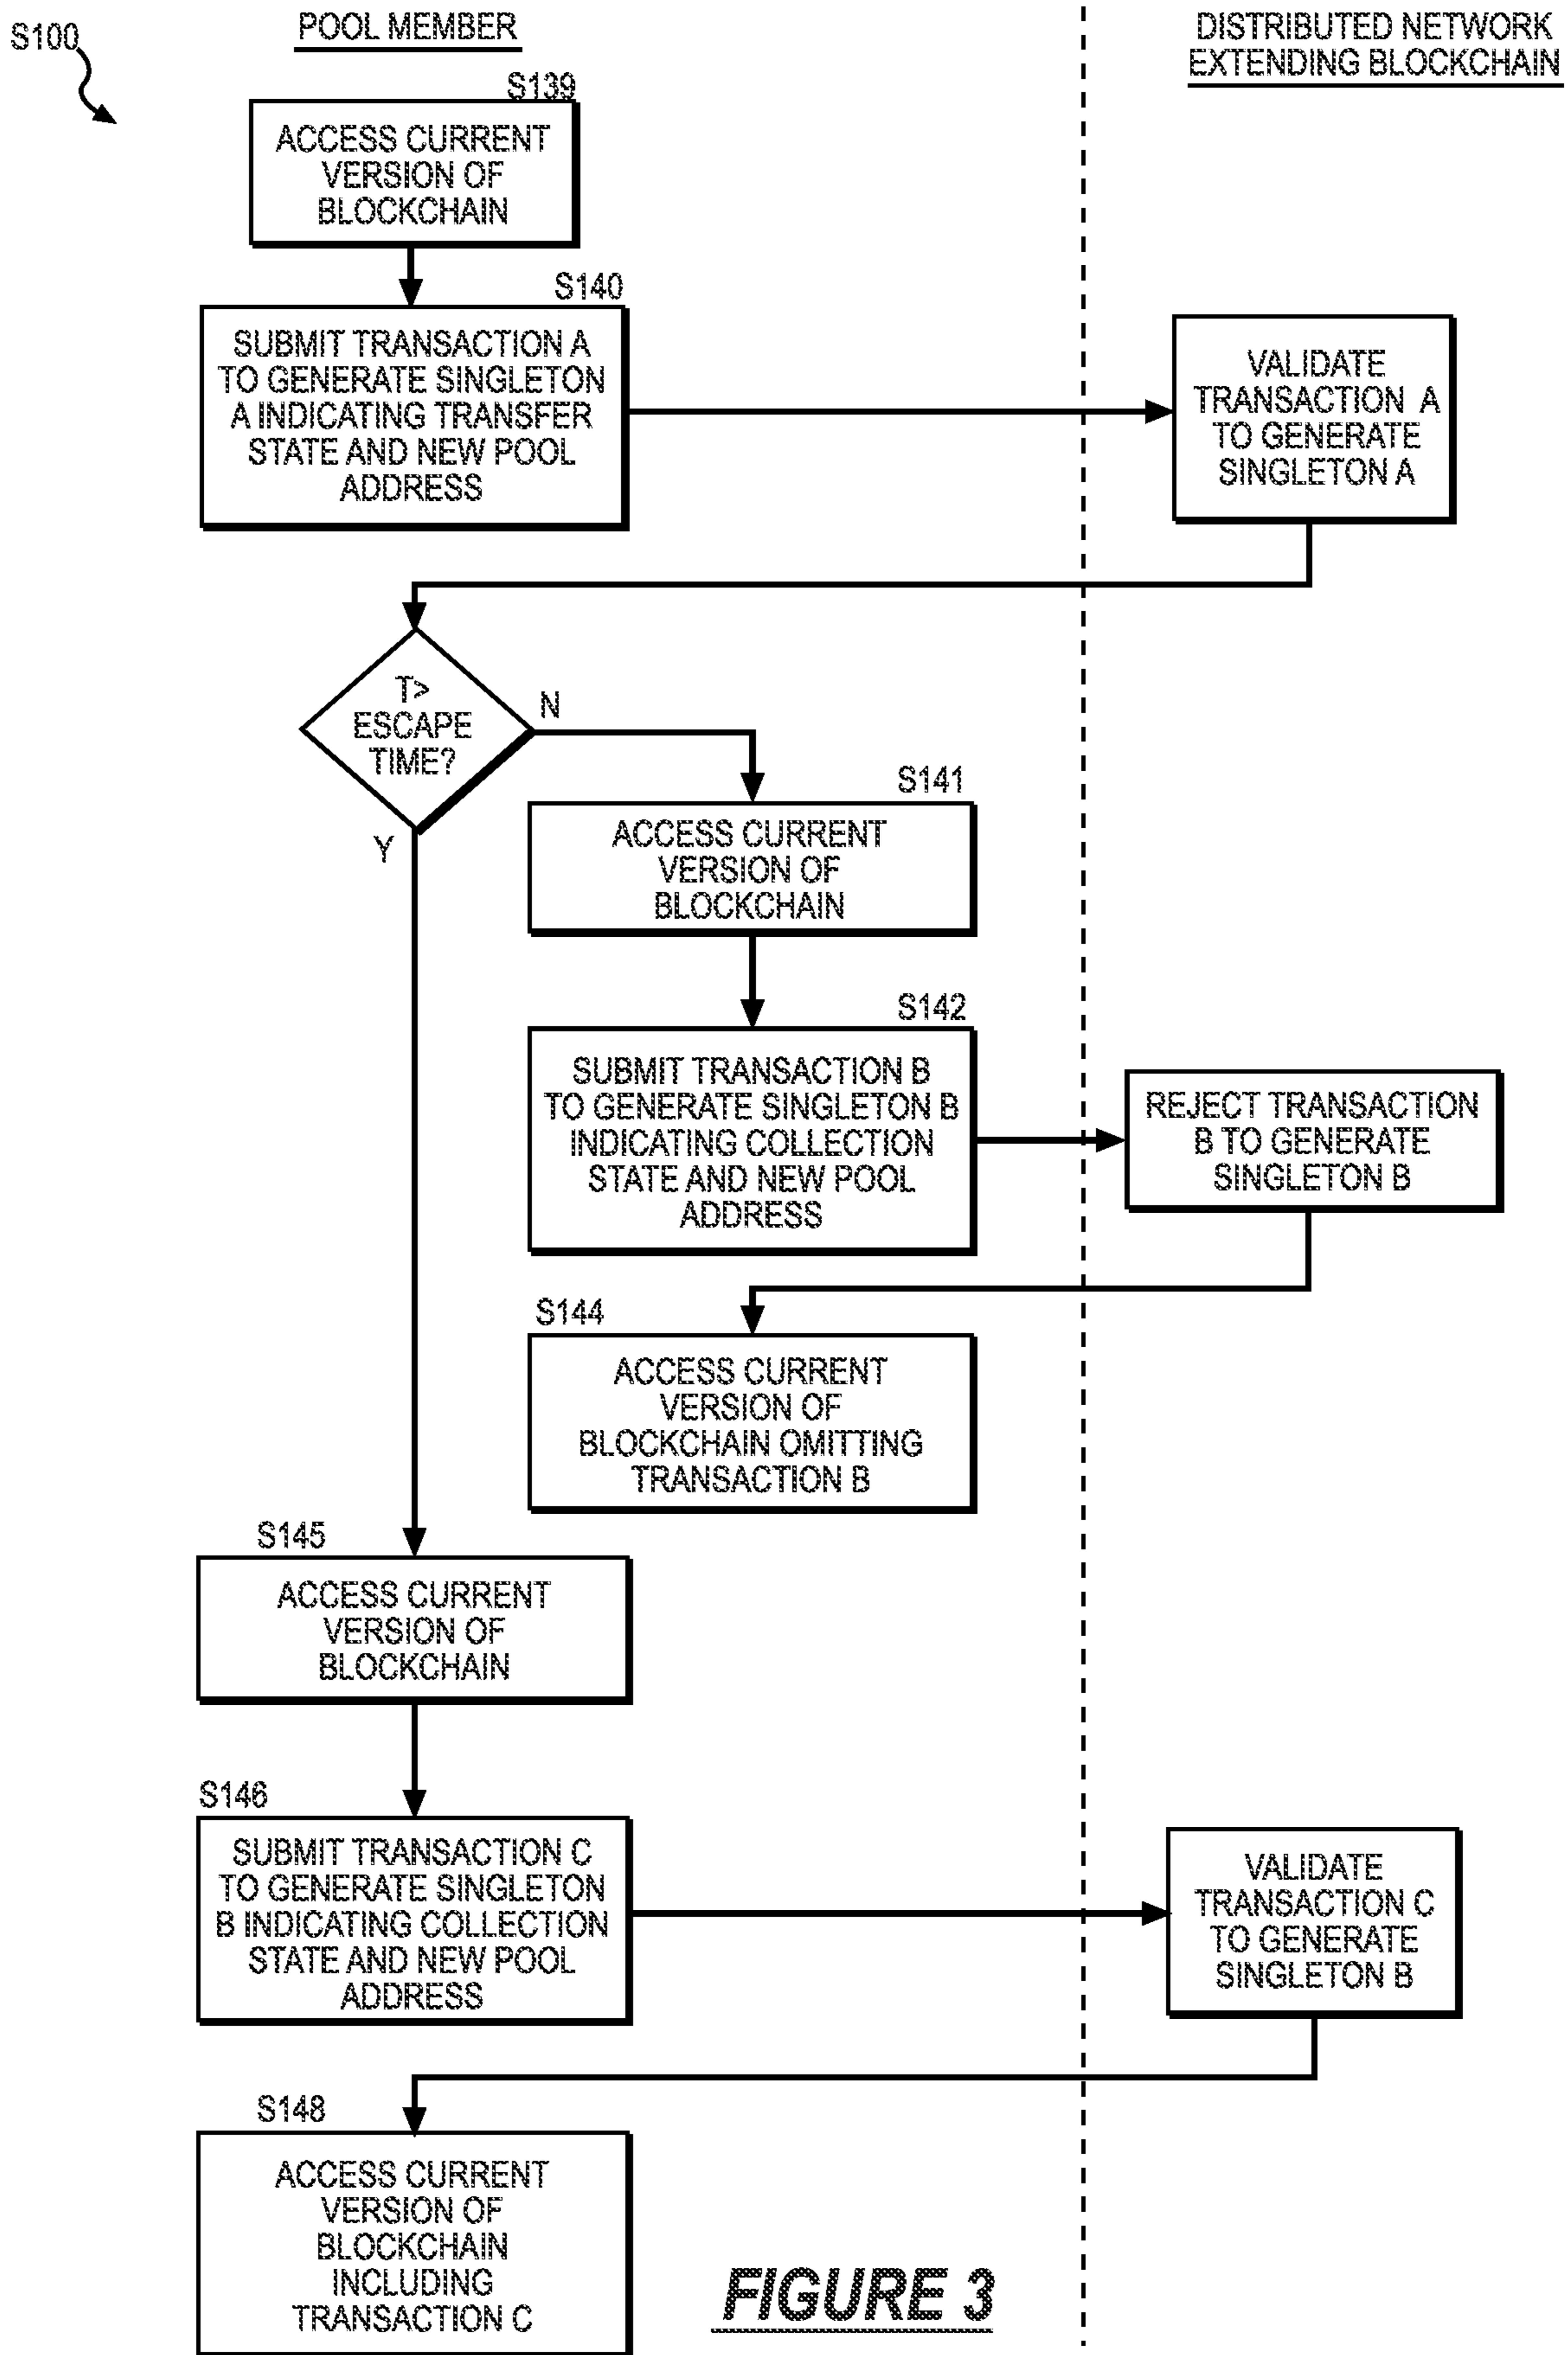 S100
POOL MEMBER
DISTRIBUTED NETWORK
EXTENDING BLOCKCHAIN
S139
ACCESS CURRENT
VERSION OF
BLOCKCHAIN
S140
SUBMIT TRANSACTION A
TO GENERATE SINGLETON
A INDICATING TRANSFER
STATE AND NEW POOL
ADDRESS
VALIDATE
TRANSACTION A
TO GENERATE
SINGLETON A
T>
ESCAPE
TIME?
N
Y
S141
ACCESS CURRENT
VERSION OF
BLOCKCHAIN
S142
SUBMIT TRANSACTION B
TO GENERATE SINGLETON B
INDICATING COLLECTION
STATE AND NEW POOL
ADDRESS
REJECT TRANSACTION
B TO GENERATE
SINGLETON B
S144
ACCESS CURRENT
VERSION OF
BLOCKCHAIN OMITTING
TRANSACTION B
S145
ACCESS CURRENT
VERSION OF
BLOCKCHAIN
S146
SUBMIT TRANSACTION C
TO GENERATE SINGLETON
B INDICATING COLLECTION
STATE AND NEW POOL
ADDRESS
VALIDATE
TRANSACTION C
TO GENERATE
SINGLETON B
S148
ACCESS CURRENT
VERSION OF
BLOCKCHAIN
INCLUDING
TRANSACTION C
FIGURE 3